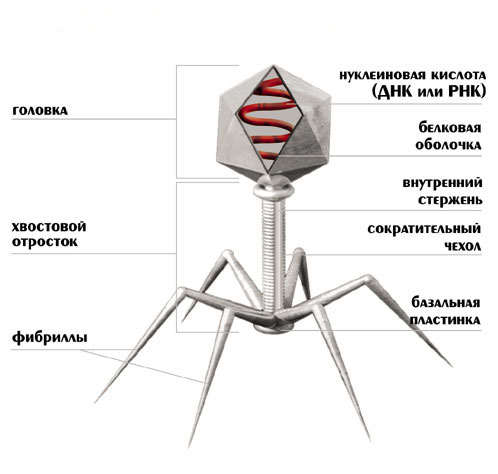 нуклеиновая кислота
(ДНК или РНК)
головка
белковая
оболочка
внутренний
стержень
хвостовой
отросток
сократительный
чехол
базальная
пластинка
фибриллы